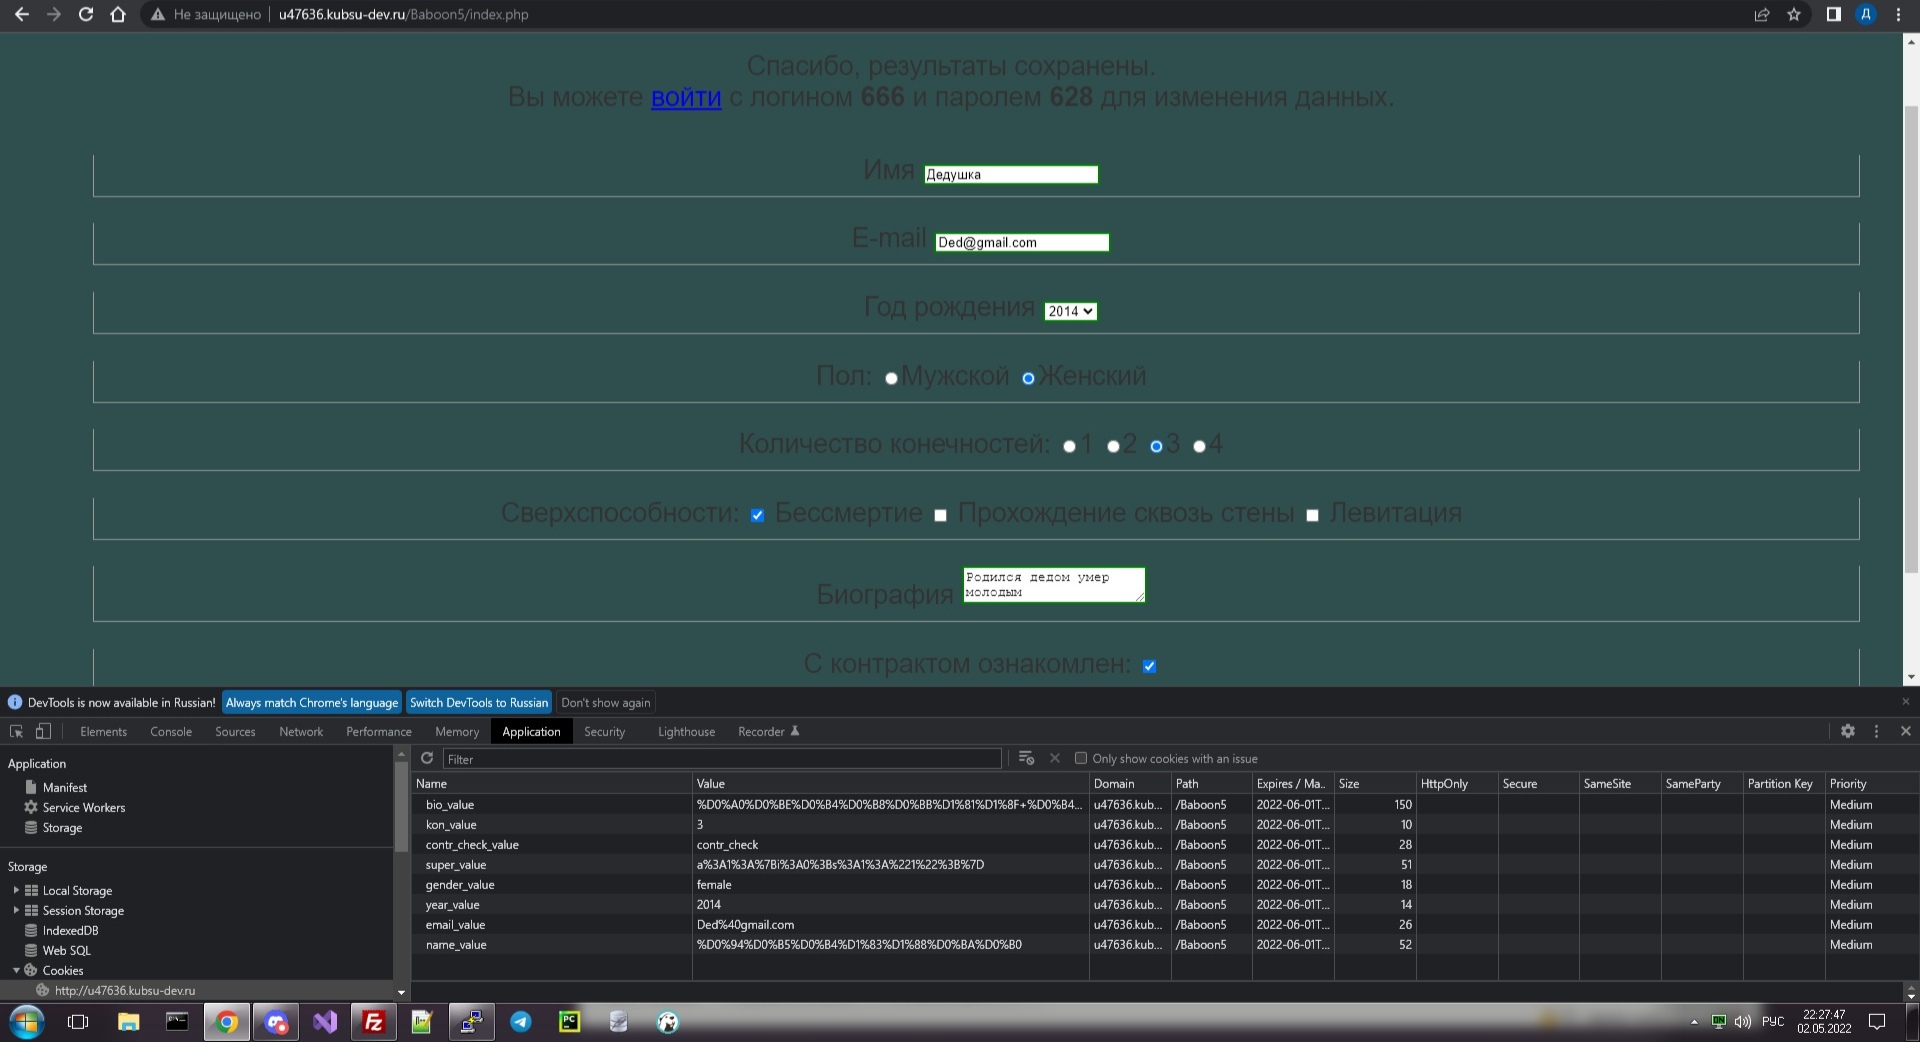 Не защищено | u47636.kubsu-dev.ru/Baboon5/index.php
Д
Спасибо, результаты сохранены.
Вы можете войти с логином 666 и паролем 628 для изменения данных.
Имя Дедушка
E-mail Ded@gmail.com
Год рождения 2014
Пол: Мужской Женский
Количество конечностей: 1 2 3 4
Сверхспособности: Бессмертие Прохождение сквозь стены Левитация
Биография Родился дедом умер
молодым
С контрактом ознакомлен:
DevTools is now available in Russian! Always match Chrome's language Switch DevTools to Russian Don't show again
Elements Console Sources Network Performance Memory Application Security Lighthouse Recorder
Application
Manifest
Service Workers
Storage
Storage
Local Storage
Session Storage
IndexedDB
Web SQL
Cookies
http://u47636.kubsu-dev.ru
Filter Only show cookies with an issue
Name Value Domain Path Expires / Ma... Size HttpOnly Secure SameSite SameParty Partition Key Priority
bio_value %D0%A0%D0%BE%D0%B4%D0%B8%D0%BB%D1%81%D1%8F+%D0%B4... u47636.kub... /Baboon5 2022-06-01T... 150 Medium
kon_value 3 u47636.kub... /Baboon5 2022-06-01T... 10 Medium
contr_check_value contr_check u47636.kub... /Baboon5 2022-06-01T... 28 Medium
super_value a%3A1%3A%7Bi%3A0%3Bs%3A1%3A%221%22%3B%7D u47636.kub... /Baboon5 2022-06-01T... 51 Medium
gender_value female u47636.kub... /Baboon5 2022-06-01T... 18 Medium
year_value 2014 u47636.kub... /Baboon5 2022-06-01T... 14 Medium
email_value Ded%40gmail.com u47636.kub... /Baboon5 2022-06-01T... 26 Medium
name_value %D0%94%D0%B5%D0%B4%D1%83%D1%88%D0%BA%D0%B0 u47636.kub... /Baboon5 2022-06-01T... 52 Medium
РУС
22:27:47
02.05.2022